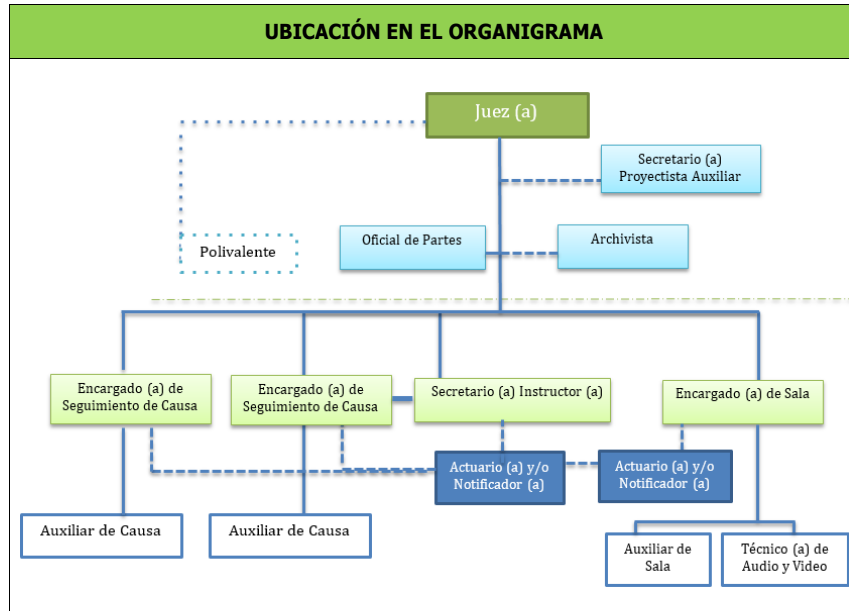 UBICACIÓN EN EL ORGANIGRAMA
Juez (a)
Secretario (a)
Proyectista Auxiliar
Oficial de Partes
Archivista
Polivalente
Encargado (a) de
Seguimiento de Causa
Encargado (a) de
Seguimiento de Causa
Secretario (a) Instructor (a)
Encargado (a) de Sala
Actuario (a) y/o
Notificador (a)
Actuario (a) y/o
Notificador (a)
Auxiliar de Causa
Auxiliar de Causa
Auxiliar de
Sala
Técnico (a) de
Audio y Video